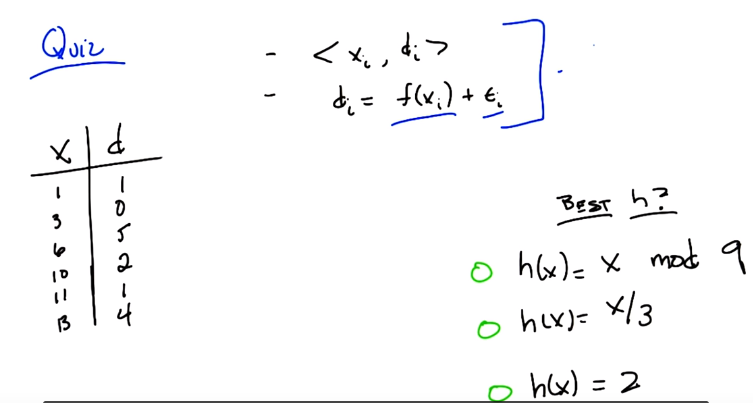 Quiz
- < xᵢ , dᵢ >
- dᵢ = f(xᵢ) + εᵢ
x d
1 1
3 0
6 5
10 2
11 1
13 4
BEST h?
h(x) = x mod 9
h(x) = x/3
h(x) = 2